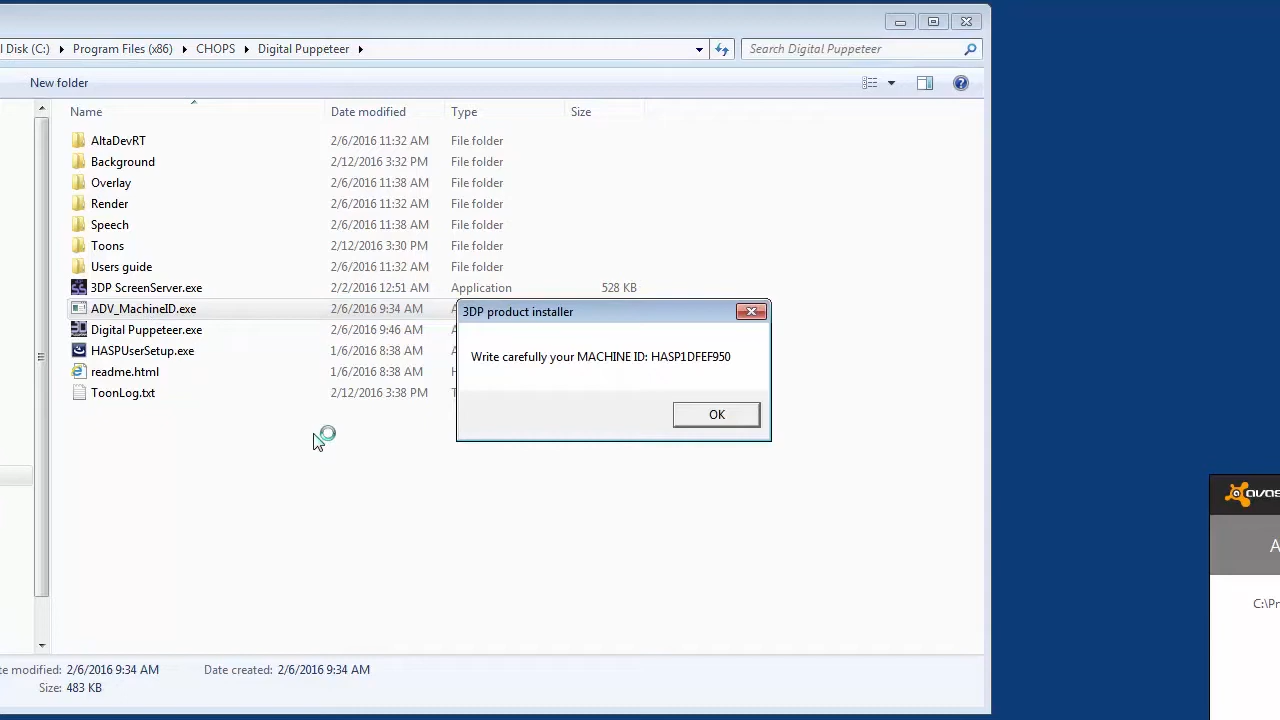 l Disk (C:) Program Files (x86) CHOPS Digital Puppeteer Search Digital Puppeteer
New folder
Name Date modified Type Size
AltaDevRT 2/6/2016 11:32 AM File folder
Background 2/12/2016 3:32 PM File folder
Overlay 2/6/2016 11:38 AM File folder
Render 2/6/2016 11:32 AM File folder
Speech 2/6/2016 11:38 AM File folder
Toons 2/12/2016 3:30 PM File folder
Users guide 2/6/2016 11:32 AM File folder
3DP ScreenServer.exe 2/2/2016 12:51 AM Application 528 KB
ADV_MachineID.exe 2/6/2016 9:34 AM
Digital Puppeteer.exe 2/6/2016 9:46 AM
HASPUserSetup.exe 1/6/2016 8:38 AM
readme.html 1/6/2016 8:38 AM
ToonLog.txt 2/12/2016 3:38 PM
3DP product installer
Write carefully your MACHINE ID: HASP1DFEF950
OK
avas
A
C:\Pr
te modified: 2/6/2016 9:34 AM Date created: 2/6/2016 9:34 AM
Size: 483 KB